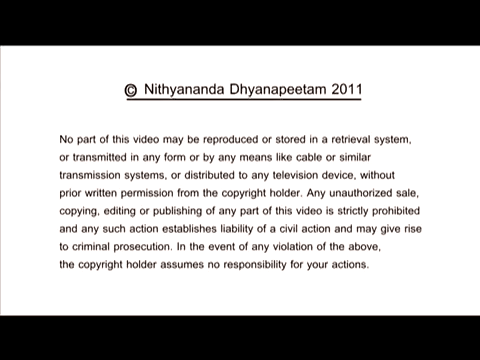 © Nithyananda Dhyanapeetam 2011
No part of this video may be reproduced or stored in a retrieval system,
or transmitted in any form or by any means like cable or similar
transmission systems, or distributed to any television device, without
prior written permission from the copyright holder. Any unauthorized sale,
copying, editing or publishing of any part of this video is strictly prohibited
and any such action establishes liability of a civil action and may give rise
to criminal prosecution. In the event of any violation of the above,
the copyright holder assumes no responsibility for your actions.